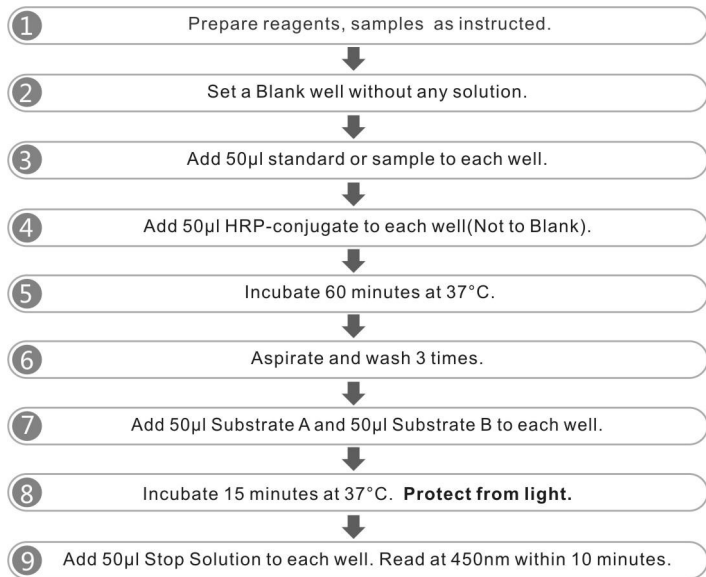 1 Prepare reagents, samples as instructed.
2 Set a Blank well without any solution.
3 Add 50μl standard or sample to each well.
4 Add 50μl HRP-conjugate to each well(Not to Blank).
5 Incubate 60 minutes at 37°C.
6 Aspirate and wash 3 times.
7 Add 50μl Substrate A and 50μl Substrate B to each well.
8 Incubate 15 minutes at 37°C. Protect from light.
9 Add 50μl Stop Solution to each well. Read at 450nm within 10 minutes.